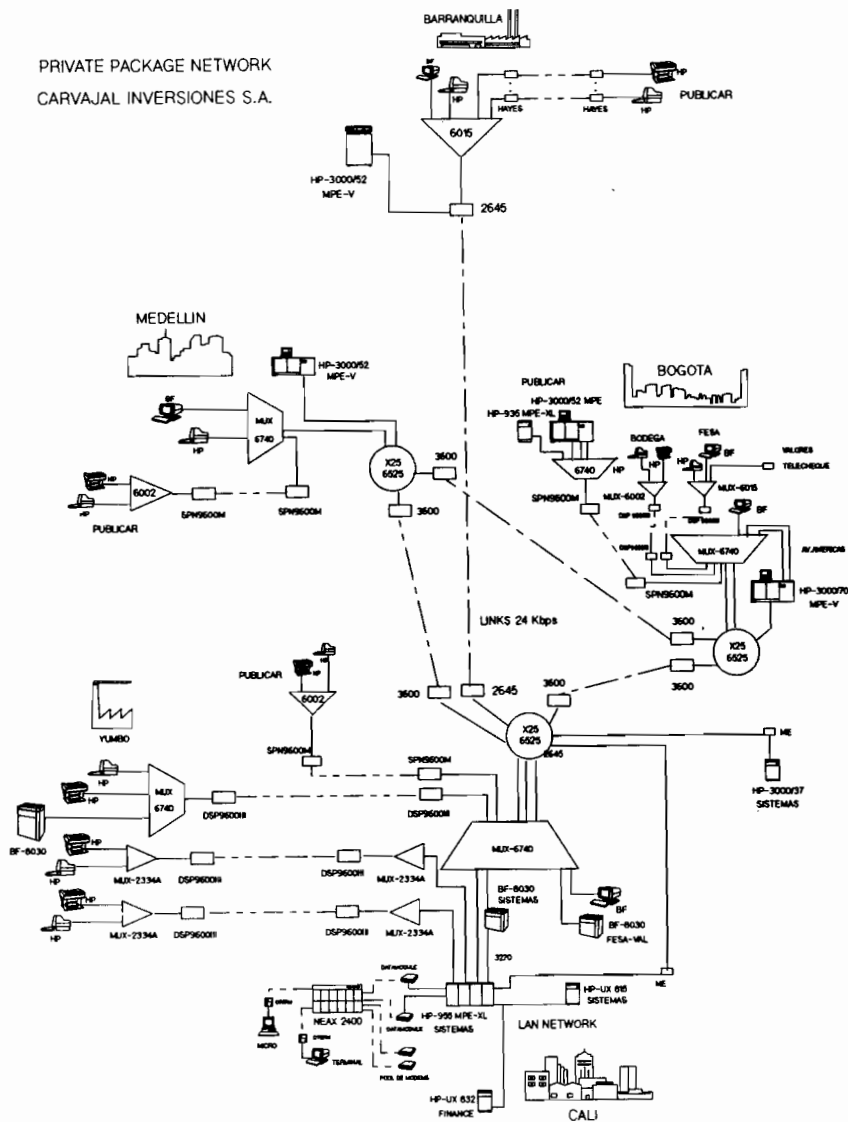 BARRANQUILLA
PRIVATE PACKAGE NETWORK
CARVAJAL INVERSIONES S.A.
BF
HP
HAYES
HAYES
HP
HP
PUBLICAR
6015
HP-3000/52
MPE-V
2645
MEDELLIN
HP-3000/52
MPE-V
BF
HP
MUX
6740
X25
6525
3600
3600
HP
HP
6002
SPN9600M
SPN9600M
PUBLICAR
BOGOTA
PUBLICAR
HP-3000/52 MPE
HP-935 MPE-XL
6740
HP
SPN9600M
BODEGA
HP
MUX-6002
FESA
BF
HP
MUX-6015
VALORES
TELECHEQUE
BF
MUX-6740
AV.AMERICAS
SPN9600M
HP-3000/70
MPE-V
3600
X25
6525
3600
LINKS 24 Kbps
PUBLICAR
HP
HP
6002
SPN9600M
3600
2645
3600
X25
6525
2645
ME
HP-3000/37
SISTEMAS
YUMBO
HP
HP
MUX
6740
BF-8030
DSP9600III
SPN9600M
DSP9600III
MUX-6740
HP
HP
MUX-2334A
DSP9600III
DSP9600III
MUX-2334A
HP
HP
MUX-2334A
DSP9600III
DSP9600III
MUX-2334A
BF-8030
SISTEMAS
BF
BF-8030
FESA-VAL
3270
ME
DATAMODULE
NEAX 2400
DATAMODULE
DTERM
MICRO
DTERM
TERMINAL
POOL DE MODEMS
HP-955 MPE-XL
SISTEMAS
HP-UX 815
SISTEMAS
LAN NETWORK
HP-UX 832
FINANCE
CALI